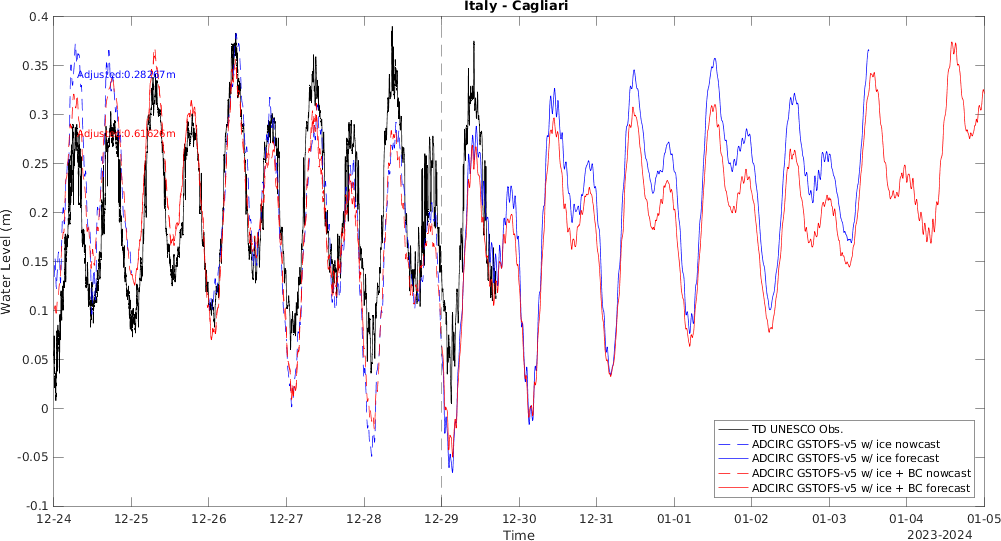 Italy - Cagliari
0.4
0.35
0.3
0.25
0.2
0.15
0.1
0.05
0
-0.05
-0.1
Water Level (m)
Adjusted:0.28267m
Adjusted:0.61626m
TD UNESCO Obs.
ADCIRC GSTOFS-v5 w/ ice nowcast
ADCIRC GSTOFS-v5 w/ ice forecast
ADCIRC GSTOFS-v5 w/ ice + BC nowcast
ADCIRC GSTOFS-v5 w/ ice + BC forecast
12-24 12-25 12-26 12-27 12-28 12-29 12-30 12-31 01-01 01-02 01-03 01-04 01-05
Time
2023-2024